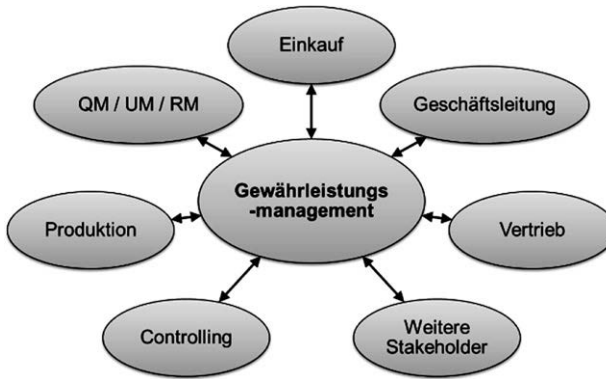 Einkauf
QM / UM / RM
Geschäftsleitung
Gewährleistungs
-management
Produktion
Vertrieb
Controlling
Weitere
Stakeholder